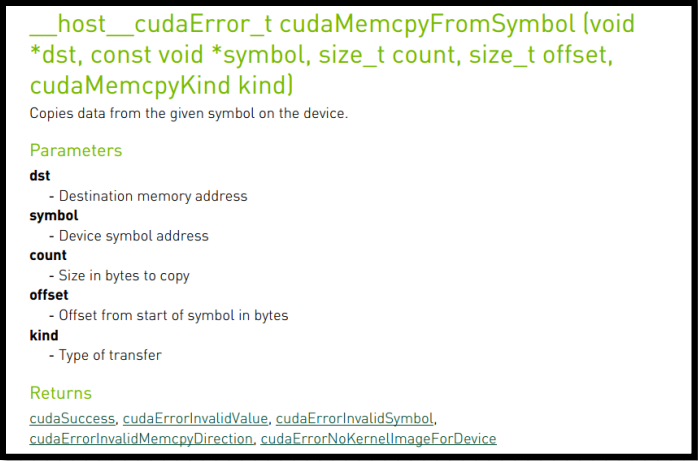 __host__cudaError_t cudaMemcpyFromSymbol (void
*dst, const void *symbol, size_t count, size_t offset,
cudaMemcpyKind kind)
Copies data from the given symbol on the device.
Parameters
dst
- Destination memory address
symbol
- Device symbol address
count
- Size in bytes to copy
offset
- Offset from start of symbol in bytes
kind
- Type of transfer
Returns
cudaSuccess, cudaErrorInvalidValue, cudaErrorInvalidSymbol,
cudaErrorInvalidMemcpyDirection, cudaErrorNoKernelImageForDevice